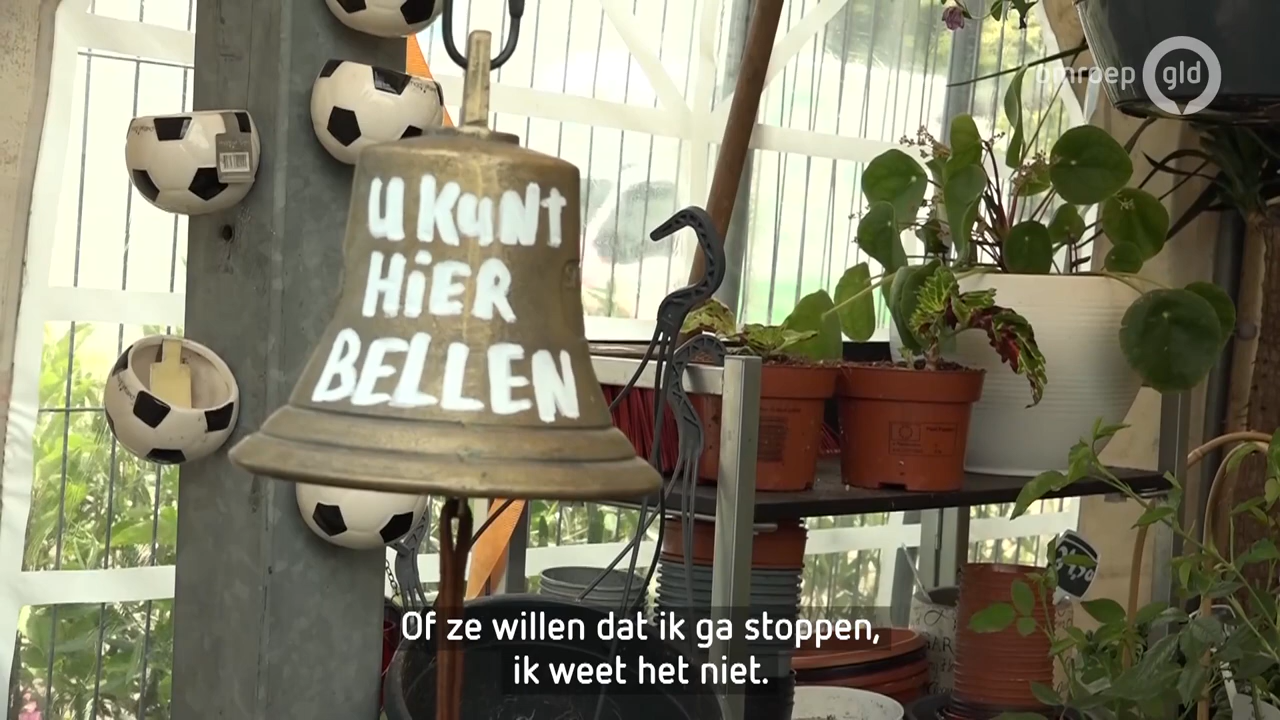 omroep gld
U KUNT
HiER
BELLEN
Of ze willen dat ik ga stoppen,
ik weet het niet.